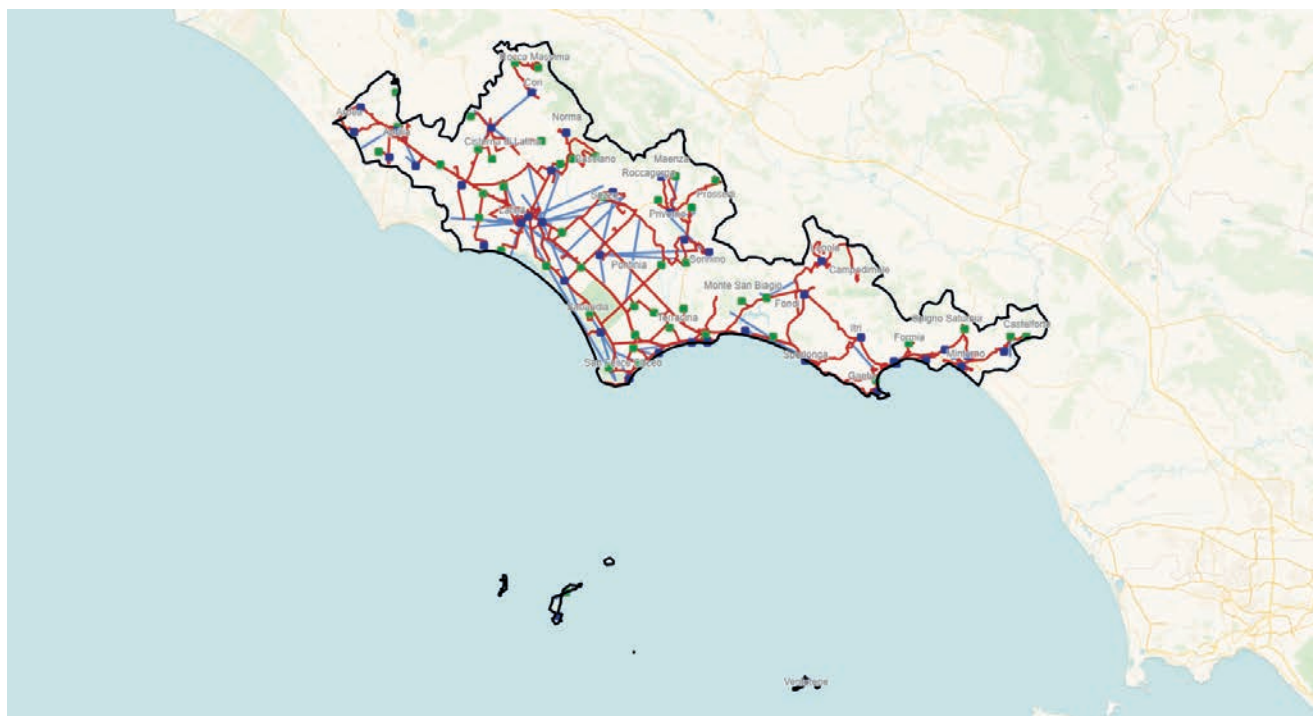 Rocca Massima
Cori
Aprilia
Norma
Cisterna di Latina
Bassiano
Maenza
Roccagorga
Prossedi
Sezze
Priverno
Latina
Sonnino
Pontinia
Lenola
Campodimele
Monte San Biagio
Fondi
Sabaudia
Terracina
Itri
Formia
Spigno Saturnia
Castelforte
Minturno
Sperlonga
San Felice Circeo
Gaeta
Ventotene